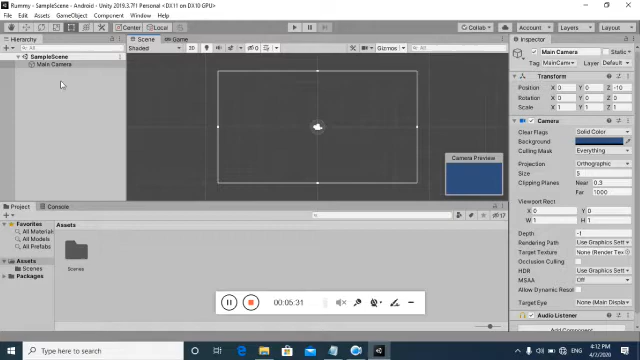 Rummy - SampleScene - Android - Unity 2019.3.7f1 Personal <DX11 on DX10 GPU>
File Edit Assets GameObject Component Window Help
Center Local Collab Account Layers Layout
Hierarchy
All
SampleScene
Main Camera
Scene Game
Shaded 2D 0 Gizmos All
Camera Preview
Inspector
Main Camera Static
Tag MainCam Layer Default
Transform
Position X 0 Y 0 Z -10
Rotation X 0 Y 0 Z 0
Scale X 1 Y 1 Z 1
Camera
Clear Flags Solid Color
Background
Culling Mask Everything
Projection Orthographic
Size 5
Clipping Planes Near 0.3
Far 1000
Viewport Rect
X 0 Y 0
W 1 H 1
Depth -1
Rendering Path Use Graphics Sett
Target Texture None (Render Tex
Occlusion Culling
HDR Use Graphics Sett
MSAA Off
Allow Dynamic Resol
Target Eye None (Main Displa
Audio Listener
Add Component
Project Console
17
Favorites
All Materials
All Models
All Prefabs
Assets
Scenes
Packages
Assets
Scenes
00:05:31
Type here to search
ENG
4:12 PM
4/3/2020